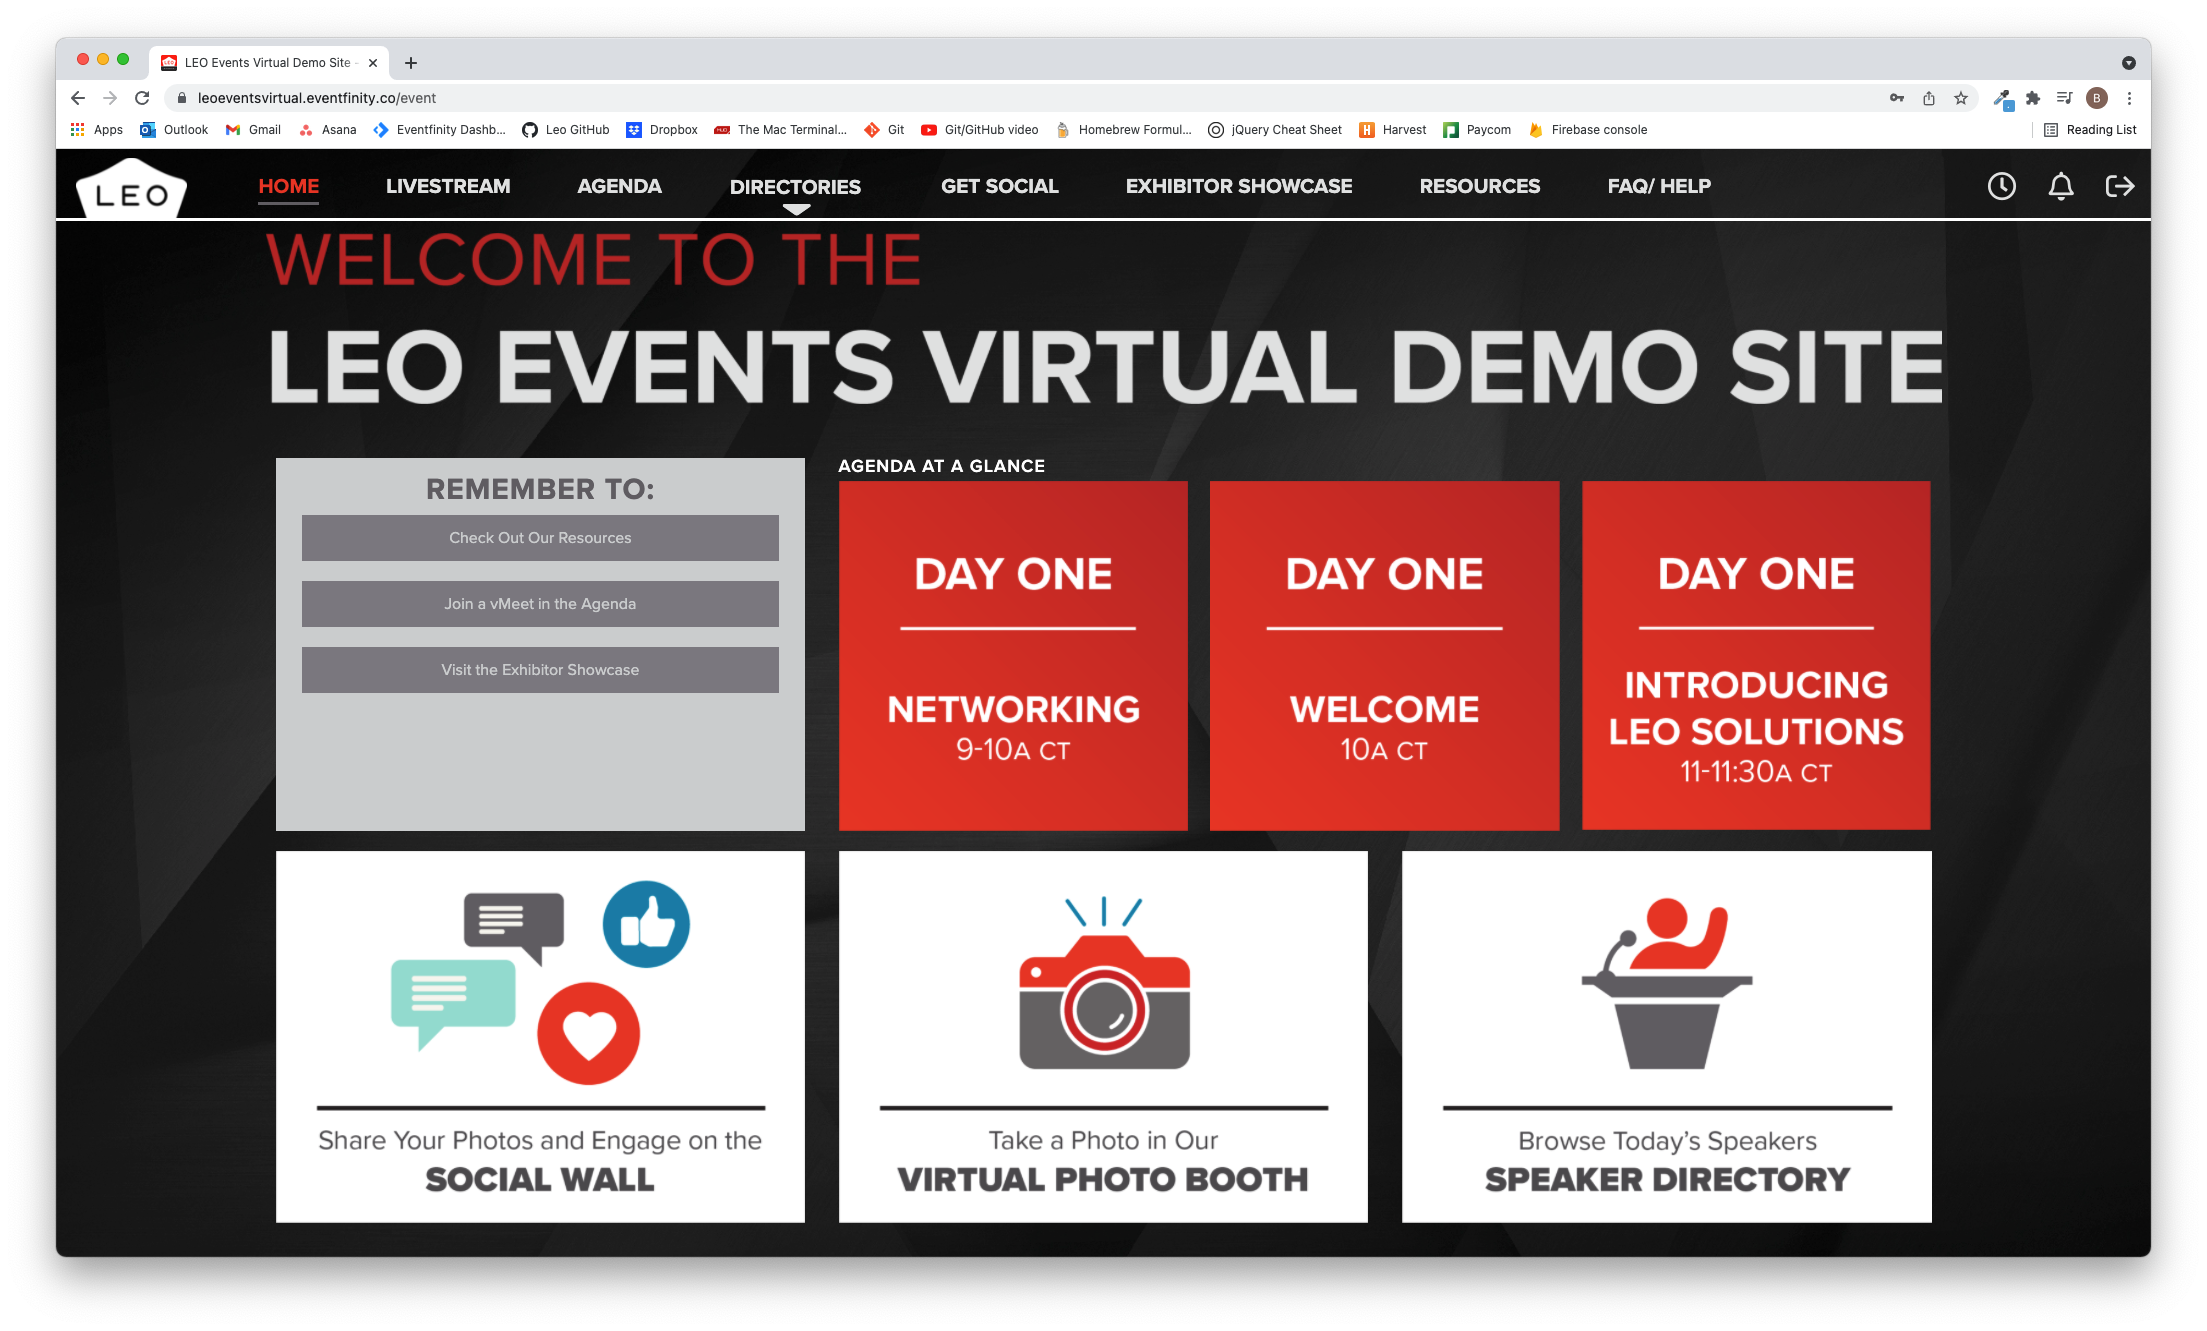 LEO Events Virtual Demo Site -
leoeventsvirtual.eventfinity.co/event
B
Apps
Outlook
Gmail
Asana
Eventfinity Dashb...
Leo GitHub
Dropbox
The Mac Terminal...
Git
Git/GitHub video
Homebrew Formul...
jQuery Cheat Sheet
Harvest
Paycom
Firebase console
Reading List
LEO
HOME
LIVESTREAM
AGENDA
DIRECTORIES
GET SOCIAL
EXHIBITOR SHOWCASE
RESOURCES
FAQ/ HELP
WELCOME TO THE
LEO EVENTS VIRTUAL DEMO SITE
REMEMBER TO:
Check Out Our Resources
Join a vMeet in the Agenda
Visit the Exhibitor Showcase
AGENDA AT A GLANCE
DAY ONE
NETWORKING
9-10A CT
DAY ONE
WELCOME
10A CT
DAY ONE
INTRODUCING
LEO SOLUTIONS
11-11:30A CT
Share Your Photos and Engage on the
SOCIAL WALL
Take a Photo in Our
VIRTUAL PHOTO BOOTH
Browse Today's Speakers
SPEAKER DIRECTORY